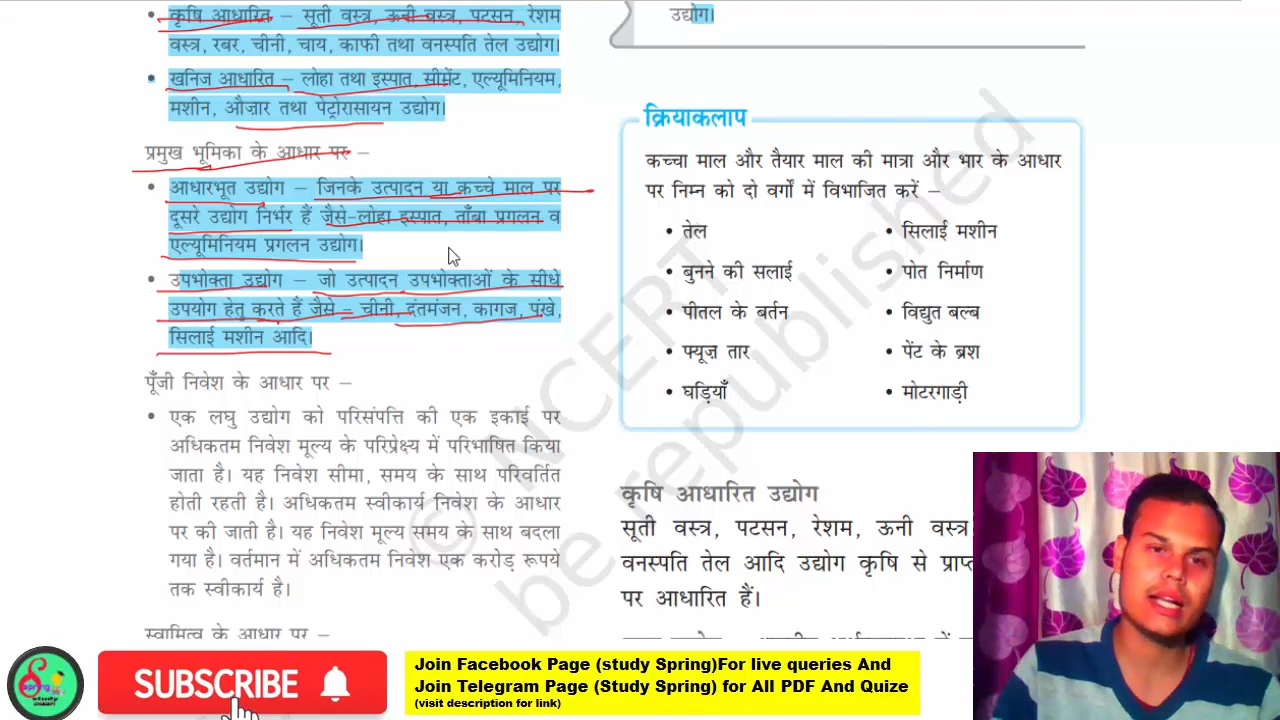 • कृषि आधारित – सूती वस्त्र, ऊनी वस्त्र, पटसन, रेशम
वस्त्र, रबर, चीनी, चाय, काफी तथा वनस्पति तेल उद्योग।
• खनिज आधारित – लोहा तथा इस्पात, सीमेंट, एल्यूमिनियम,
मशीन, औज़ार तथा पेट्रोरासायन उद्योग।
प्रमुख भूमिका के आधार पर –
• आधारभूत उद्योग – जिनके उत्पादन या कच्चे माल पर
दूसरे उद्योग निर्भर हैं जैसे-लोहा इस्पात, ताँबा प्रगलन व
एल्यूमिनियम प्रगलन उद्योग।
• उपभोक्ता उद्योग – जो उत्पादन उपभोक्ताओं के सीधे
उपयोग हेतु करते हैं जैसे – चीनी, दंतमंजन, कागज, पंखे,
सिलाई मशीन आदि।
पूँजी निवेश के आधार पर –
• एक लघु उद्योग को परिसंपत्ति की एक इकाई पर
अधिकतम निवेश मूल्य के परिप्रेक्ष्य में परिभाषित किया
जाता है। यह निवेश सीमा, समय के साथ परिवर्तित
होती रहती है। अधिकतम स्वीकार्य निवेश के आधार
पर की जाती है। यह निवेश मूल्य समय के साथ बदला
गया है। वर्तमान में अधिकतम निवेश एक करोड़ रूपये
तक स्वीकार्य है।
स्वामित्व के आधार पर –
उद्योग।
क्रियाकलाप
कच्चा माल और तैयार माल की मात्रा और भार के आधार
पर निम्न को दो वर्गों में विभाजित करें –
• तेल
• बुनने की सलाई
• पीतल के बर्तन
• फ्यूज़ तार
• घड़ियाँ
• सिलाई मशीन
• पोत निर्माण
• विद्युत बल्ब
• पेंट के ब्रश
• मोटरगाड़ी
कृषि आधारित उद्योग
सूती वस्त्र, पटसन, रेशम, ऊनी वस्त्र
वनस्पति तेल आदि उद्योग कृषि से प्राप्त
पर आधारित हैं।
© NCERT
be republished
SUBSCRIBE
Join Facebook Page (study Spring)For live queries And
Join Telegram Page (Study Spring) for All PDF And Quize
(visit description for link)